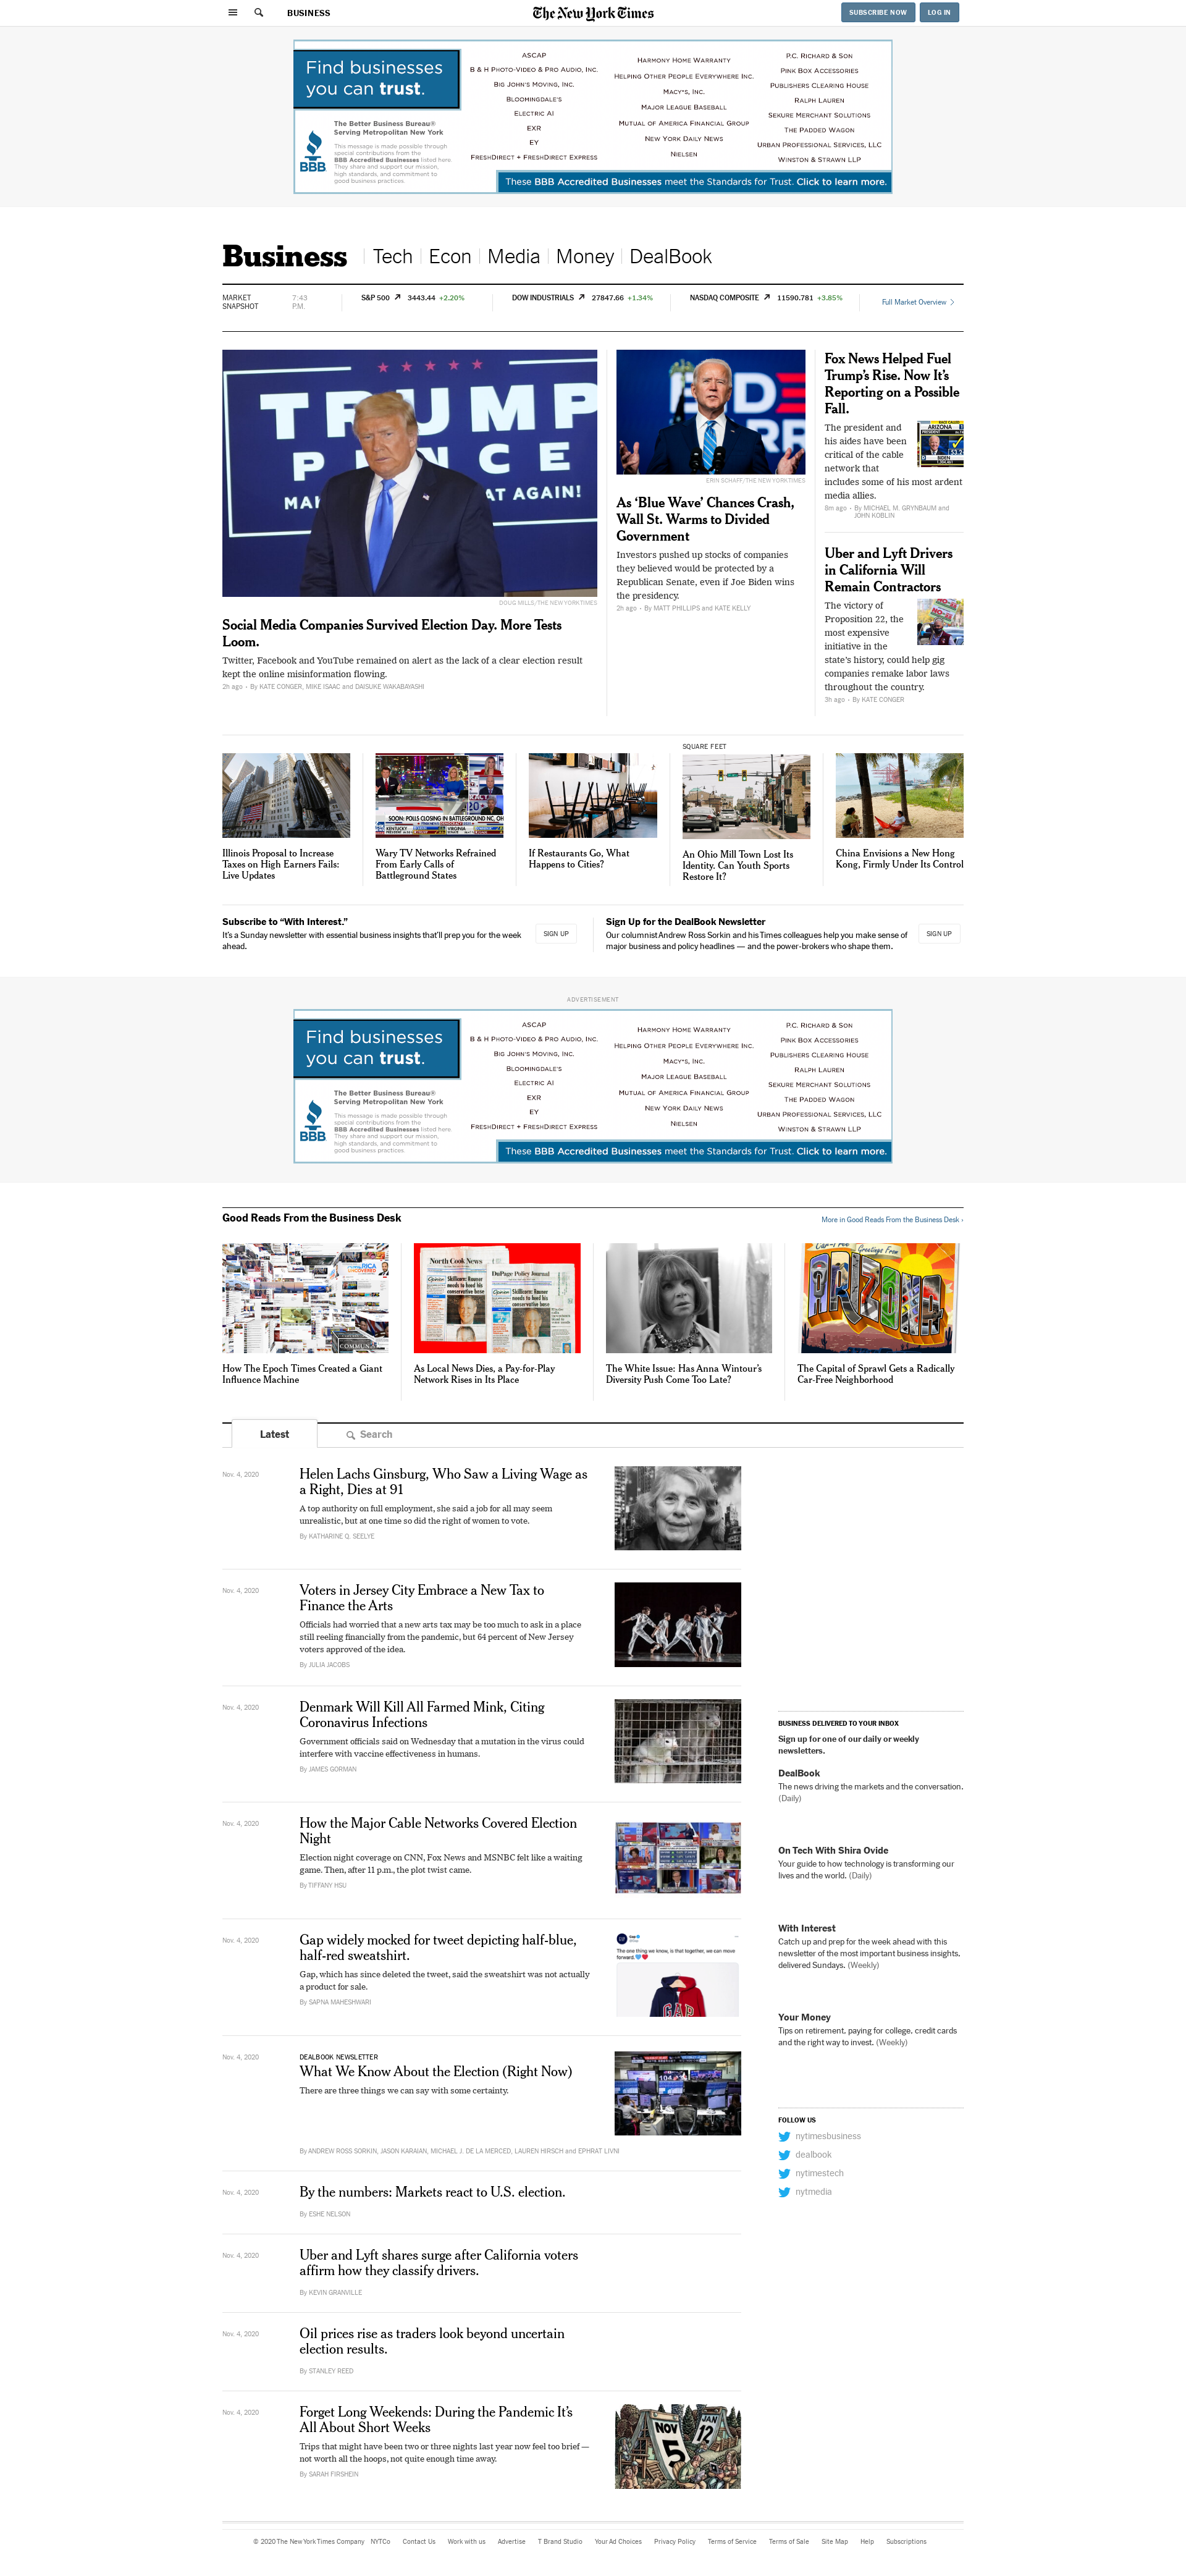 BUSINESS
The New York Times
SUBSCRIBE NOW
LOG IN
Find businesses
you can trust.
The Better Business Bureau®
Serving Metropolitan New York
This message is made possible through
special contributions from the
BBB Accredited Businesses listed here.
They share and support our mission,
high standards, and commitment to
good business practices.
BBB
ASCAP
B & H Photo-Video & Pro Audio, Inc.
Big John's Moving, Inc.
Bloomingdale's
Electric AI
EXR
EY
FreshDirect + FreshDirect Express
Harmony Home Warranty
Helping Other People Everywhere Inc.
Macy*s, Inc.
Major League Baseball
Mutual of America Financial Group
New York Daily News
Nielsen
P.C. Richard & Son
Pink Box Accessories
Publishers Clearing House
Ralph Lauren
Sekure Merchant Solutions
The Padded Wagon
Urban Professional Services, LLC
Winston & Strawn LLP
These BBB Accredited Businesses meet the Standards for Trust. Click to learn more.
Business
Tech
Econ
Media
Money
DealBook
MARKET
SNAPSHOT
7:43
P.M.
S&P 500 3443.44 +2.20%
DOW INDUSTRIALS 27847.66 +1.34%
NASDAQ COMPOSITE 11590.781 +3.85%
Full Market Overview
TRUMP
DOUG MILLS/THE NEW YORK TIMES
Social Media Companies Survived Election Day. More Tests
Loom.
Twitter, Facebook and YouTube remained on alert as the lack of a clear election result
kept the online misinformation flowing.
2h ago · By KATE CONGER, MIKE ISAAC and DAISUKE WAKABAYASHI
ERIN SCHAFF/THE NEW YORK TIMES
As ‘Blue Wave’ Chances Crash,
Wall St. Warms to Divided
Government
Investors pushed up stocks of companies
they believed would be protected by a
Republican Senate, even if Joe Biden wins
the presidency.
2h ago · By MATT PHILLIPS and KATE KELLY
Fox News Helped Fuel
Trump’s Rise. Now It’s
Reporting on a Possible
Fall.
The president and
his aides have been
critical of the cable
network that
includes some of his most ardent
media allies.
8m ago · By MICHAEL M. GRYNBAUM and
JOHN KOBLIN
ARIZONA
Uber and Lyft Drivers
in California Will
Remain Contractors
The victory of
Proposition 22, the
most expensive
initiative in the
state’s history, could help gig
companies remake labor laws
throughout the country.
3h ago · By KATE CONGER
Illinois Proposal to Increase
Taxes on High Earners Fails:
Live Updates
SOON: POLLS CLOSING IN BATTLEGROUND NC, OH
Wary TV Networks Refrained
From Early Calls of
Battleground States
If Restaurants Go, What
Happens to Cities?
SQUARE FEET
An Ohio Mill Town Lost Its
Identity. Can Youth Sports
Restore It?
China Envisions a New Hong
Kong, Firmly Under Its Control
Subscribe to “With Interest.”
It’s a Sunday newsletter with essential business insights that’ll prep you for the week
ahead.
SIGN UP
Sign Up for the DealBook Newsletter
Our columnist Andrew Ross Sorkin and his Times colleagues help you make sense of
major business and policy headlines — and the power-brokers who shape them.
SIGN UP
ADVERTISEMENT
Find businesses
you can trust.
The Better Business Bureau®
Serving Metropolitan New York
This message is made possible through
special contributions from the
BBB Accredited Businesses listed here.
They share and support our mission,
high standards, and commitment to
good business practices.
BBB
ASCAP
B & H Photo-Video & Pro Audio, Inc.
Big John's Moving, Inc.
Bloomingdale's
Electric AI
EXR
EY
FreshDirect + FreshDirect Express
Harmony Home Warranty
Helping Other People Everywhere Inc.
Macy*s, Inc.
Major League Baseball
Mutual of America Financial Group
New York Daily News
Nielsen
P.C. Richard & Son
Pink Box Accessories
Publishers Clearing House
Ralph Lauren
Sekure Merchant Solutions
The Padded Wagon
Urban Professional Services, LLC
Winston & Strawn LLP
These BBB Accredited Businesses meet the Standards for Trust. Click to learn more.
Good Reads From the Business Desk
More in Good Reads From the Business Desk ›
North Cook News
DuPage Policy Journal
Greetings From
ARIZONA
How The Epoch Times Created a Giant
Influence Machine
As Local News Dies, a Pay-for-Play
Network Rises in Its Place
The White Issue: Has Anna Wintour’s
Diversity Push Come Too Late?
The Capital of Sprawl Gets a Radically
Car-Free Neighborhood
Latest
Search
Nov. 4, 2020
Helen Lachs Ginsburg, Who Saw a Living Wage as
a Right, Dies at 91
A top authority on full employment, she said a job for all may seem
unrealistic, but at one time so did the right of women to vote.
By KATHARINE Q. SEELYE
Nov. 4, 2020
Voters in Jersey City Embrace a New Tax to
Finance the Arts
Officials had worried that a new arts tax may be too much to ask in a place
still reeling financially from the pandemic, but 64 percent of New Jersey
voters approved of the idea.
By JULIA JACOBS
Nov. 4, 2020
Denmark Will Kill All Farmed Mink, Citing
Coronavirus Infections
Government officials said on Wednesday that a mutation in the virus could
interfere with vaccine effectiveness in humans.
By JAMES GORMAN
Nov. 4, 2020
How the Major Cable Networks Covered Election
Night
Election night coverage on CNN, Fox News and MSNBC felt like a waiting
game. Then, after 11 p.m., the plot twist came.
By TIFFANY HSU
Nov. 4, 2020
Gap widely mocked for tweet depicting half-blue,
half-red sweatshirt.
Gap, which has since deleted the tweet, said the sweatshirt was not actually
a product for sale.
By SAPNA MAHESHWARI
The one thing we know, is that together, we can move
forward.
GAP
Nov. 4, 2020
DEALBOOK NEWSLETTER
What We Know About the Election (Right Now)
There are three things we can say with some certainty.
By ANDREW ROSS SORKIN, JASON KARAIAN, MICHAEL J. DE LA MERCED, LAUREN HIRSCH and EPHRAT LIVNI
Nov. 4, 2020
By the numbers: Markets react to U.S. election.
By ESHE NELSON
Nov. 4, 2020
Uber and Lyft shares surge after California voters
affirm how they classify drivers.
By KEVIN GRANVILLE
Nov. 4, 2020
Oil prices rise as traders look beyond uncertain
election results.
By STANLEY REED
Nov. 4, 2020
Forget Long Weekends: During the Pandemic It’s
All About Short Weeks
Trips that might have been two or three nights last year now feel too brief —
not worth all the hoops, not quite enough time away.
By SARAH FIRSHEIN
NOV 5
JAN 12
BUSINESS DELIVERED TO YOUR INBOX
Sign up for one of our daily or weekly
newsletters.
DealBook
The news driving the markets and the conversation.
(Daily)
On Tech With Shira Ovide
Your guide to how technology is transforming our
lives and the world. (Daily)
With Interest
Catch up and prep for the week ahead with this
newsletter of the most important business insights,
delivered Sundays. (Weekly)
Your Money
Tips on retirement, paying for college, credit cards
and the right way to invest. (Weekly)
FOLLOW US
nytimesbusiness
dealbook
nytimestech
nytmedia
© 2020 The New York Times Company NYTCo Contact Us Work with us Advertise T Brand Studio Your Ad Choices Privacy Policy Terms of Service Terms of Sale Site Map Help Subscriptions